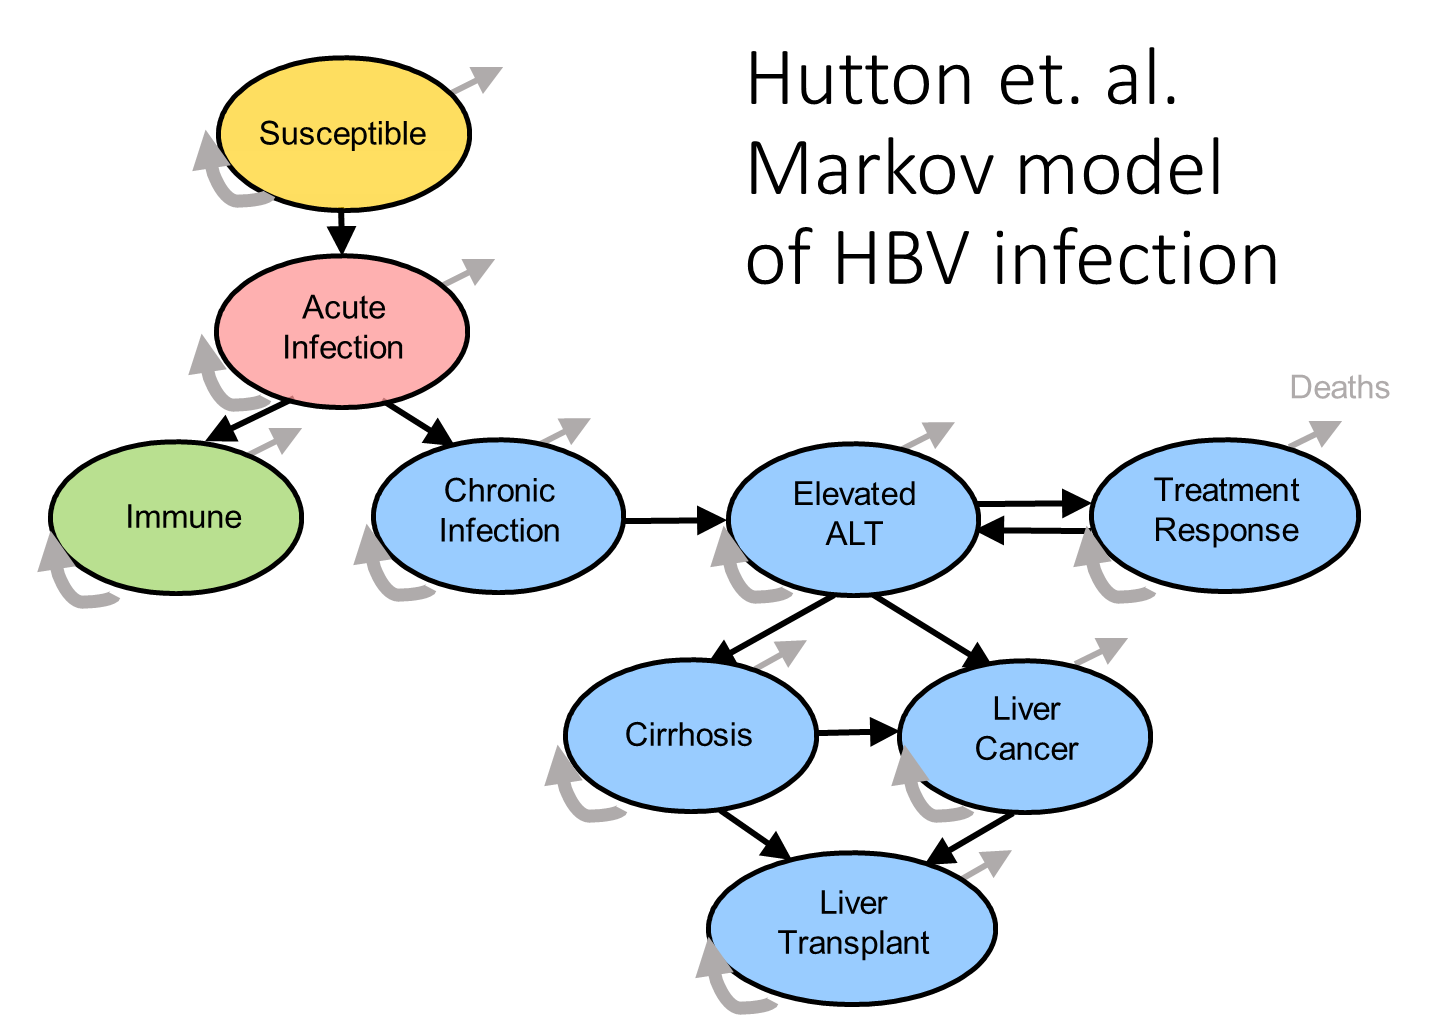 Hutton et. al.
Markov model
of HBV infection
Susceptible
Acute
Infection
Deaths
Immune
Chronic
Infection
Elevated
ALT
Treatment
Response
Cirrhosis
Liver
Cancer
Liver
Transplant